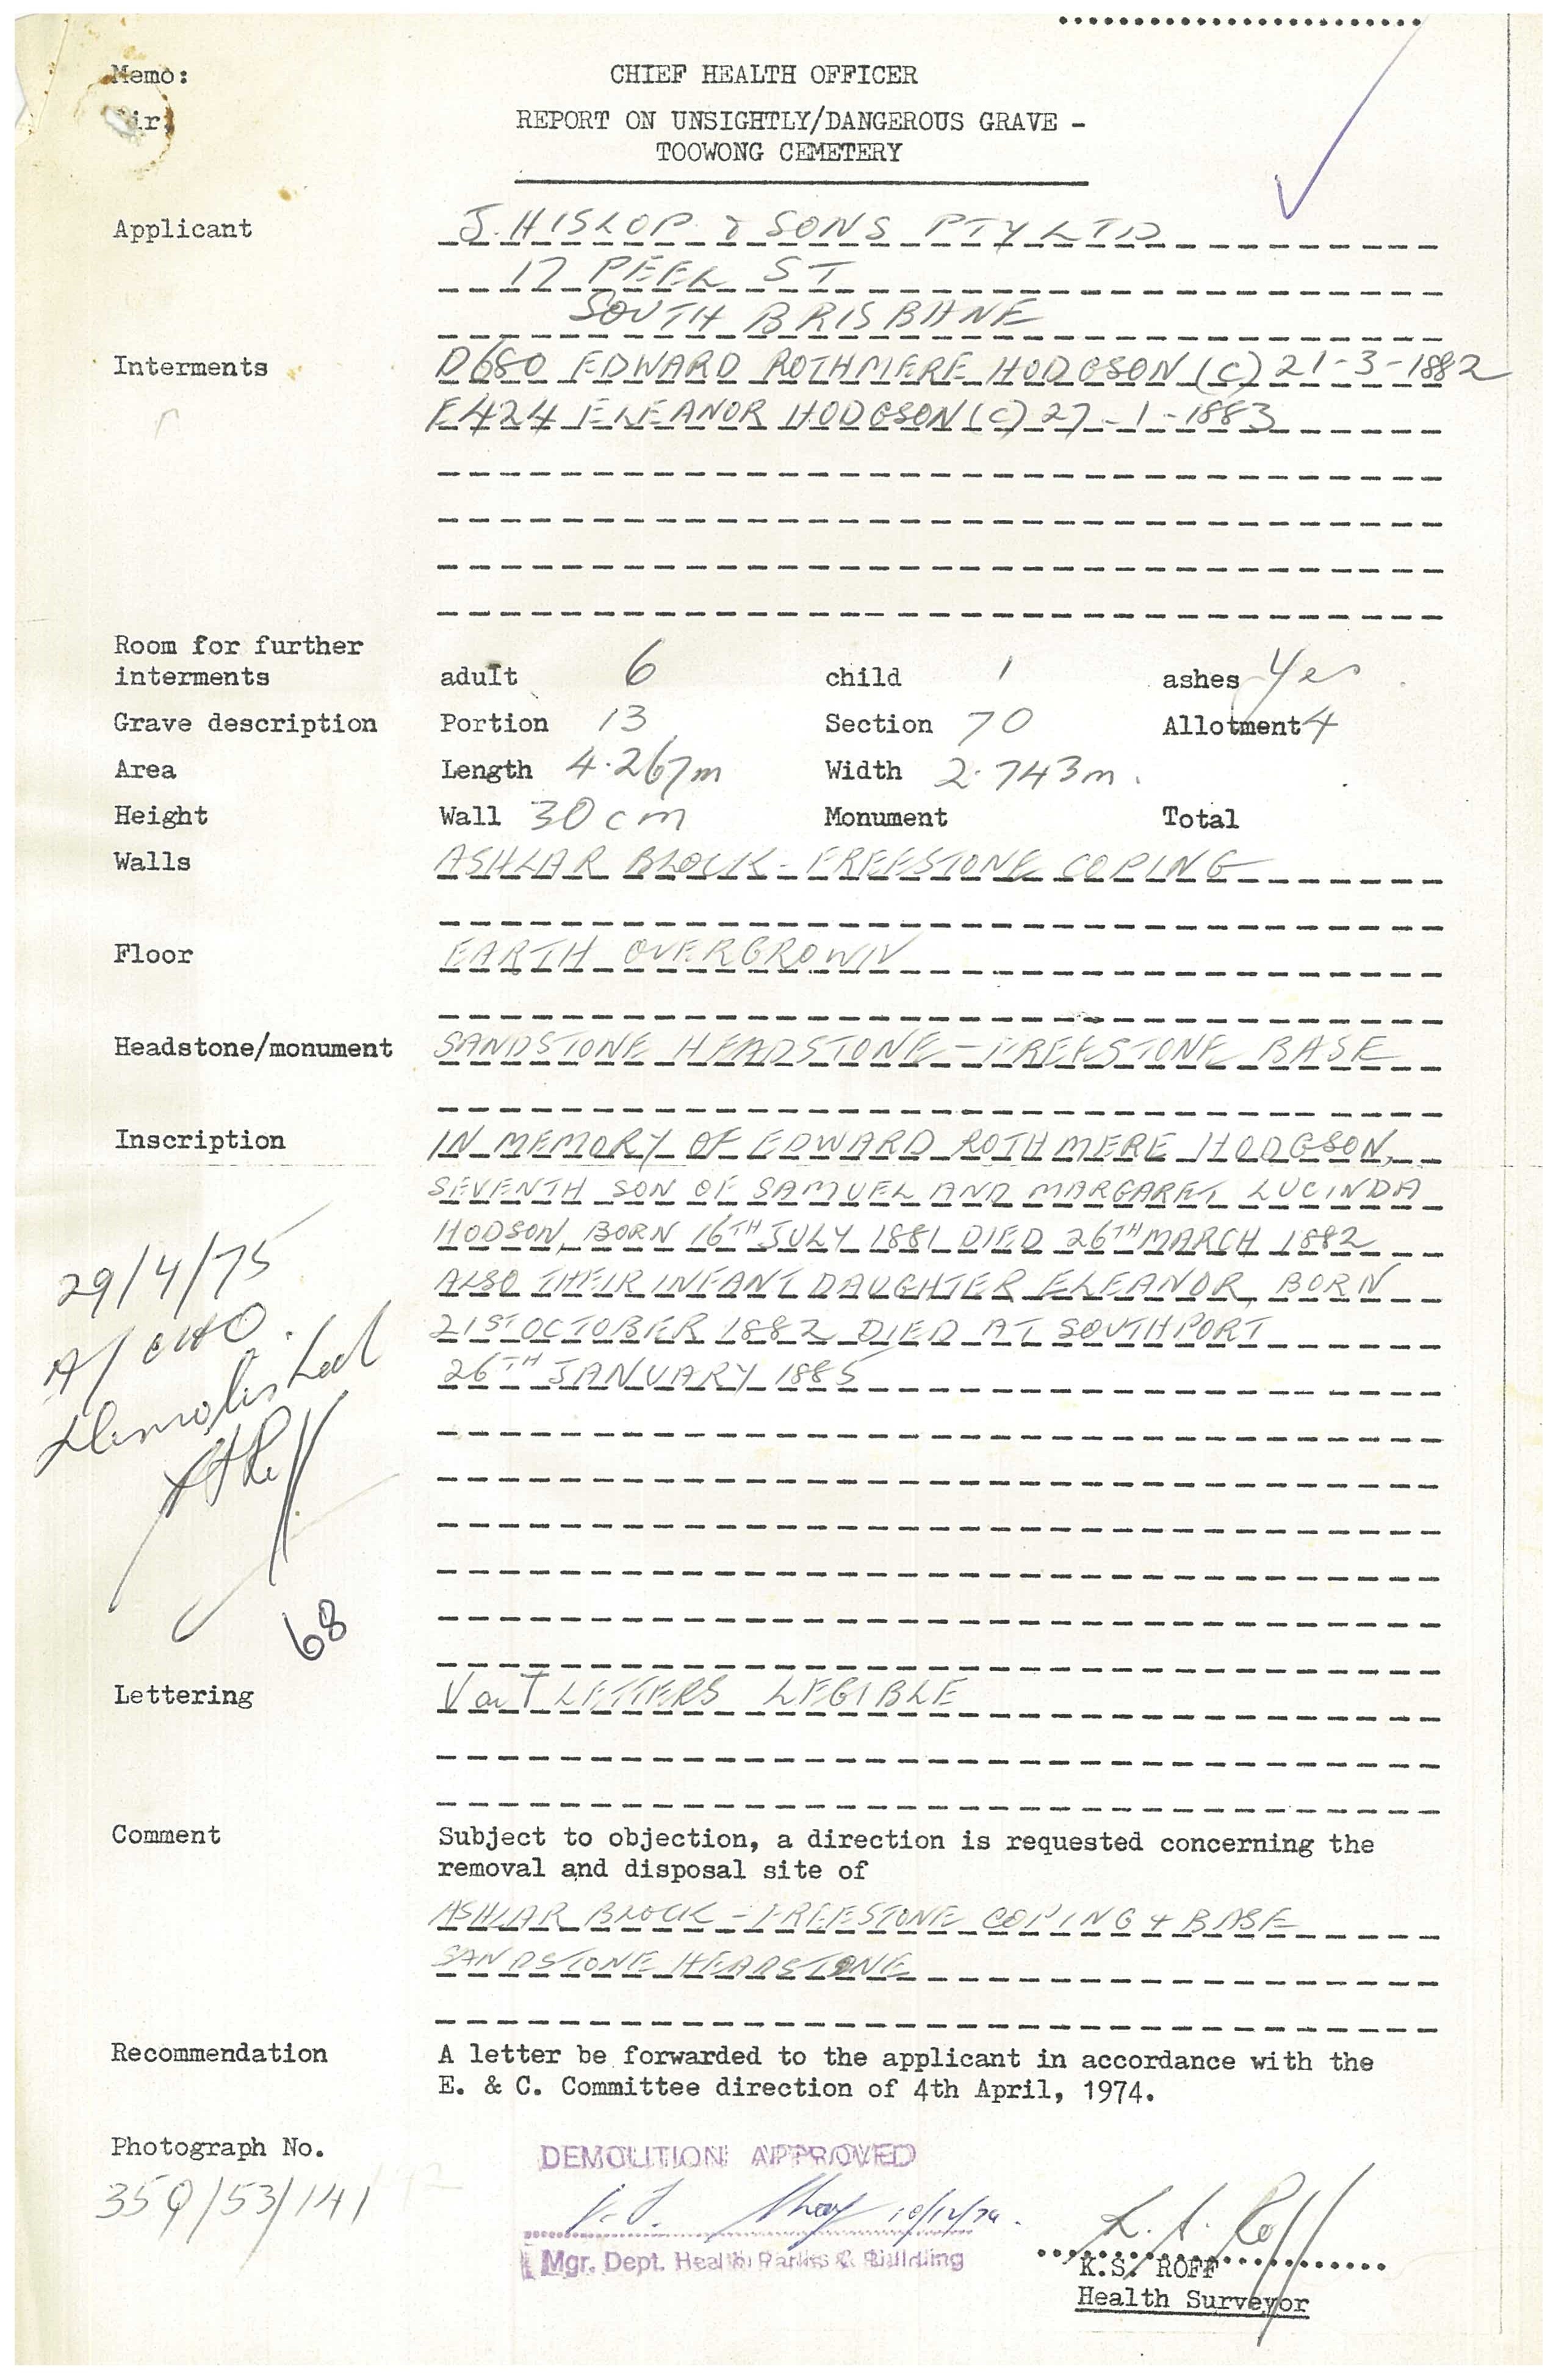 Memo: CHIEF HEALTH OFFICER
REPORT ON UNSIGHTLY/DANGEROUS GRAVE -
TOOWONG CEMETERY
Applicant J. HISLOP & SONS PTY LTD
17 PEEL ST
SOUTH BRISBANE
Interments D680 EDWARD ROTHMERE HODGSON (C) 21-3-1882
E424 ELEANOR HODGSON (C) 27-1-1883
Room for further
interments adult 6 child 1 ashes Yes
Grave description Portion 13 Section 70 Allotment 4
Area Length 4.267m Width 2.743m.
Height Wall 30cm Monument Total
Walls ASHLAR BLOCK - FREESTONE COPING
Floor EARTH OVERGROWN
Headstone/monument SANDSTONE HEADSTONE - FREESTONE BASE
Inscription IN MEMORY OF EDWARD ROTHMERE HODGSON,
SEVENTH SON OF SAMUEL AND MARGARET LUCINDA
HODSON, BORN 16TH JULY 1881 DIED 26TH MARCH 1882
ALSO THEIR INFANT DAUGHTER ELEANOR, BORN
21ST OCTOBER 1882 DIED AT SOUTHPORT
26TH JANUARY 1885
29/4/75
A/CHO.
Demolished
68
Lettering V cut LETTERS LEGIBLE
Comment Subject to objection, a direction is requested concerning the
removal and disposal site of
ASHLAR BLOCK - FREESTONE COPING & BASE
SANDSTONE HEADSTONE
Recommendation A letter be forwarded to the applicant in accordance with the
E. & C. Committee direction of 4th April, 1974.
Photograph No.
35Q/53/141
DEMOLITION APPROVED
10/12/74.
Mgr. Dept. Health Parks & Building
K.S. ROFF
Health Surveyor